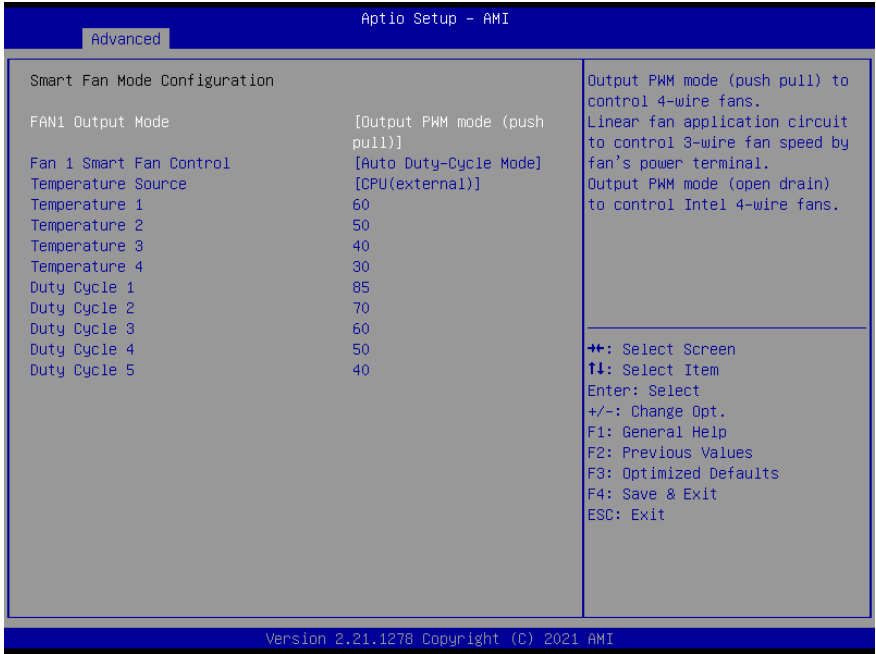 Aptio Setup – AMI
Advanced
Smart Fan Mode Configuration
FAN1 Output Mode [Output PWM mode (push
pull)]
Fan 1 Smart Fan Control [Auto Duty-Cycle Mode]
Temperature Source [CPU(external)]
Temperature 1 60
Temperature 2 50
Temperature 3 40
Temperature 4 30
Duty Cycle 1 85
Duty Cycle 2 70
Duty Cycle 3 60
Duty Cycle 4 50
Duty Cycle 5 40
Output PWM mode (push pull) to
control 4-wire fans.
Linear fan application circuit
to control 3-wire fan speed by
fan's power terminal.
Output PWM mode (open drain)
to control Intel 4-wire fans.
→←: Select Screen
↑↓: Select Item
Enter: Select
+/-: Change Opt.
F1: General Help
F2: Previous Values
F3: Optimized Defaults
F4: Save & Exit
ESC: Exit
Version 2.21.1278 Copyright (C) 2021 AMI